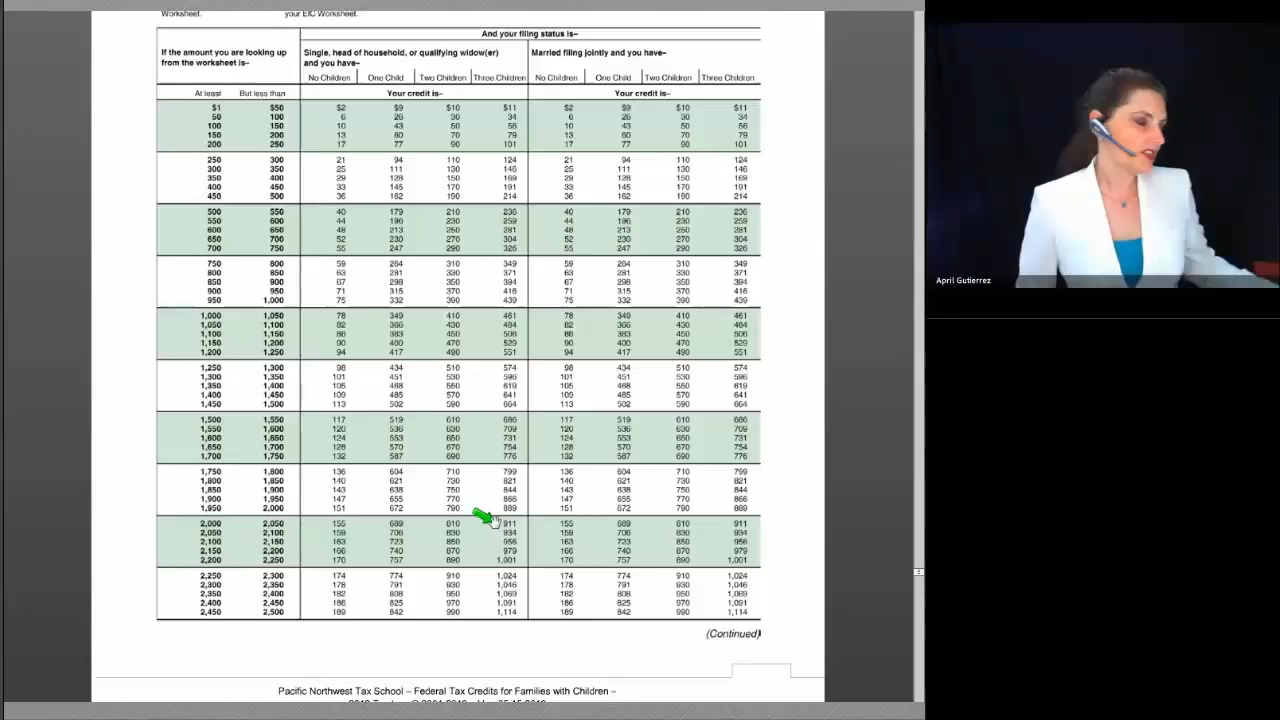 Worksheet. your EIC Worksheet.
And your filing status is–
If the amount you are looking up from the worksheet is–
Single, head of household, or qualifying widow(er) and you have–
Married filing jointly and you have–
No Children One Child Two Children Three Children No Children One Child Two Children Three Children
At least But less than Your credit is– Your credit is–
$1 $50 $2 $9 $10 $11 $2 $9 $10 $11
50 100 6 26 30 34 6 26 30 34
100 150 10 43 50 56 10 43 50 56
150 200 13 60 70 79 13 60 70 79
200 250 17 77 90 101 17 77 90 101
250 300 21 94 110 124 21 94 110 124
300 350 25 111 130 146 25 111 130 146
350 400 29 128 150 169 29 128 150 169
400 450 33 145 170 191 33 145 170 191
450 500 36 162 190 214 36 162 190 214
500 550 40 179 210 236 40 179 210 236
550 600 44 196 230 259 44 196 230 259
600 650 48 213 250 281 48 213 250 281
650 700 52 230 270 304 52 230 270 304
700 750 55 247 290 326 55 247 290 326
750 800 59 264 310 349 59 264 310 349
800 850 63 281 330 371 63 281 330 371
850 900 67 298 350 394 67 298 350 394
900 950 71 315 370 416 71 315 370 416
950 1,000 75 332 390 439 75 332 390 439
1,000 1,050 78 349 410 461 78 349 410 461
1,050 1,100 82 366 430 484 82 366 430 484
1,100 1,150 86 383 450 506 86 383 450 506
1,150 1,200 90 400 470 529 90 400 470 529
1,200 1,250 94 417 490 551 94 417 490 551
1,250 1,300 98 434 510 574 98 434 510 574
1,300 1,350 101 451 530 596 101 451 530 596
1,350 1,400 105 468 550 619 105 468 550 619
1,400 1,450 109 485 570 641 109 485 570 641
1,450 1,500 113 502 590 664 113 502 590 664
1,500 1,550 117 519 610 686 117 519 610 686
1,550 1,600 120 536 630 709 120 536 630 709
1,600 1,650 124 553 650 731 124 553 650 731
1,650 1,700 128 570 670 754 128 570 670 754
1,700 1,750 132 587 690 776 132 587 690 776
1,750 1,800 136 604 710 799 136 604 710 799
1,800 1,850 140 621 730 821 140 621 730 821
1,850 1,900 143 638 750 844 143 638 750 844
1,900 1,950 147 655 770 866 147 655 770 866
1,950 2,000 151 672 790 889 151 672 790 889
2,000 2,050 155 689 810 911 155 689 810 911
2,050 2,100 159 706 830 934 159 706 830 934
2,100 2,150 163 723 850 956 163 723 850 956
2,150 2,200 166 740 870 979 166 740 870 979
2,200 2,250 170 757 890 1,001 170 757 890 1,001
2,250 2,300 174 774 910 1,024 174 774 910 1,024
2,300 2,350 178 791 930 1,046 178 791 930 1,046
2,350 2,400 182 808 950 1,069 182 808 950 1,069
2,400 2,450 186 825 970 1,091 186 825 970 1,091
2,450 2,500 189 842 990 1,114 189 842 990 1,114
(Continued)
Pacific Northwest Tax School – Federal Tax Credits for Families with Children –
April Gutierrez